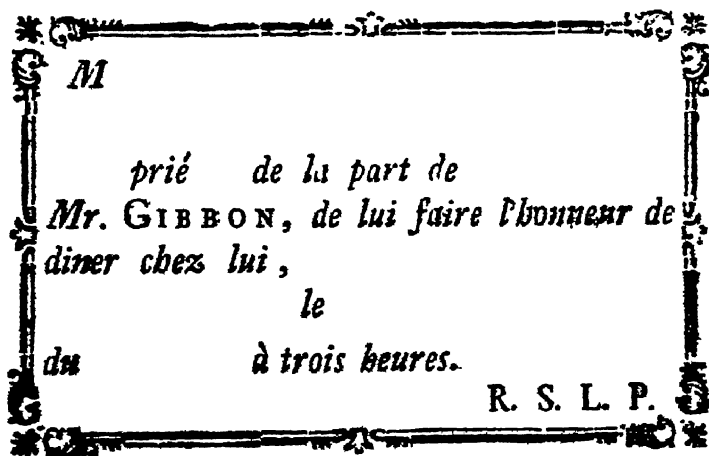 M
prié de la part de
Mr. GIBBON, de lui faire l'honneur de
diner chez lui,
le
du à trois heures.
R. S. L. P.